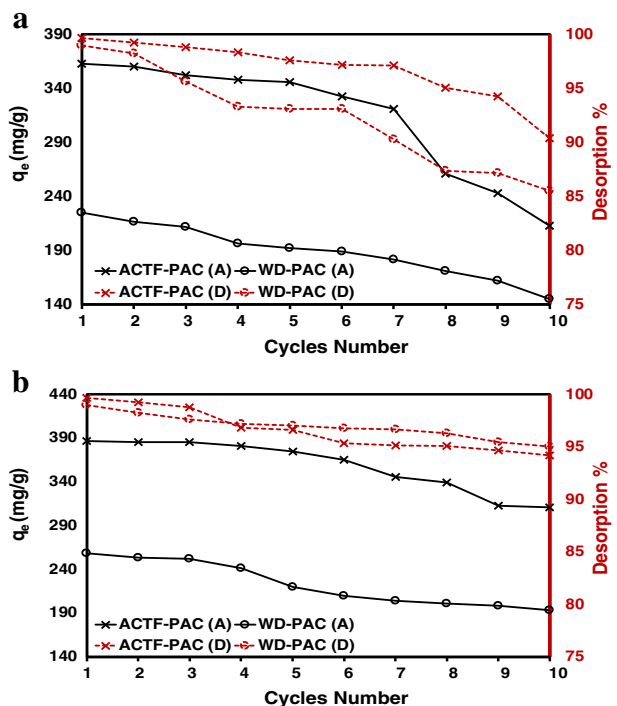 a
390
340
290
240
190
140
qe (mg/g)
100
95
90
85
80
75
Desorption %
ACTF-PAC (A) WD-PAC (A)
ACTF-PAC (D) WD-PAC (D)
1 2 3 4 5 6 7 8 9 10
Cycles Number
b
440
390
340
290
240
190
140
qe (mg/g)
100
95
90
85
80
75
Desorption %
ACTF-PAC (A) WD-PAC (A)
ACTF-PAC (D) WD-PAC (D)
1 2 3 4 5 6 7 8 9 10
Cycles Number